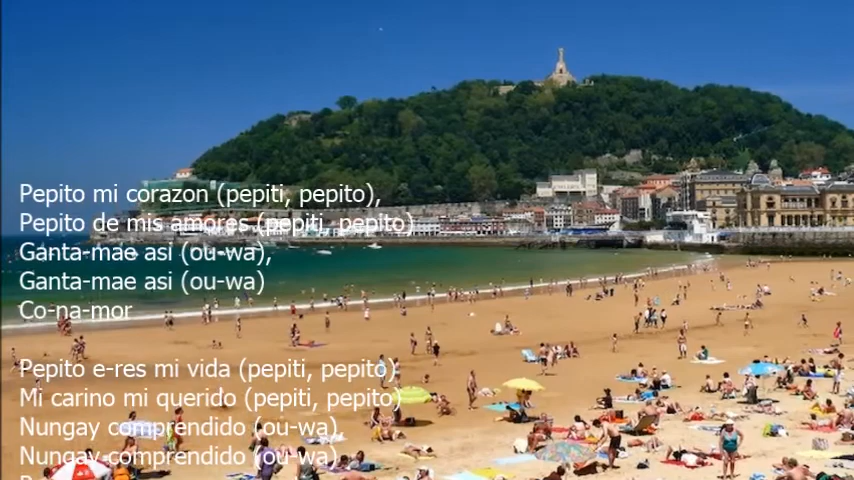 Pepito mi corazon (pepiti, pepito),
Pepito de mis amores (pepiti, pepito)
Ganta-mae asi (ou-wa),
Ganta-mae asi (ou-wa)
Co-na-mor
Pepito e-res mi vida (pepiti, pepito)
Mi carino mi querido (pepiti, pepito)
Nungay comprendido (ou-wa),
Nungay comprendido (ou-wa)